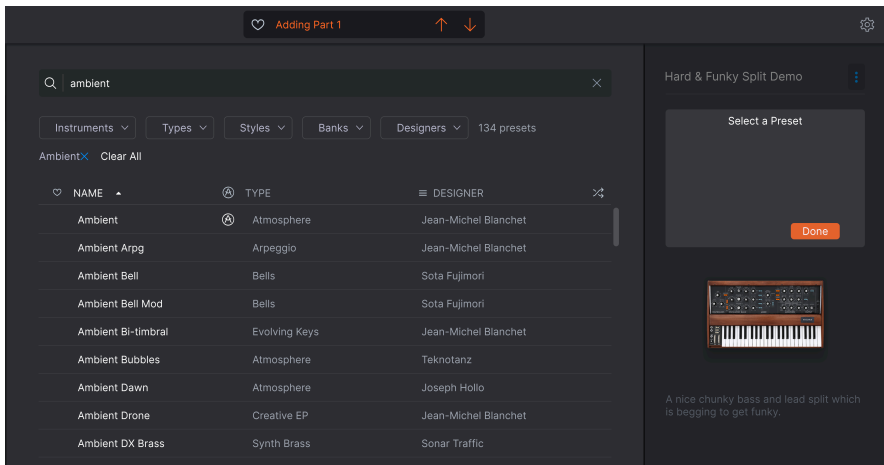 Adding Part 1
ambient
Instruments Types Styles Banks Designers 134 presets
Ambient Clear All
NAME TYPE DESIGNER
Ambient Atmosphere Jean-Michel Blanchet
Ambient Arpg Arpeggio Jean-Michel Blanchet
Ambient Bell Bells Sota Fujimori
Ambient Bell Mod Bells Sota Fujimori
Ambient Bi-timbral Evolving Keys Jean-Michel Blanchet
Ambient Bubbles Atmosphere Teknotanz
Ambient Dawn Atmosphere Joseph Hollo
Ambient Drone Creative EP Jean-Michel Blanchet
Ambient DX Brass Synth Brass Sonar Traffic
Hard & Funky Split Demo
Select a Preset
Done
A nice chunky bass and lead split which
is begging to get funky.